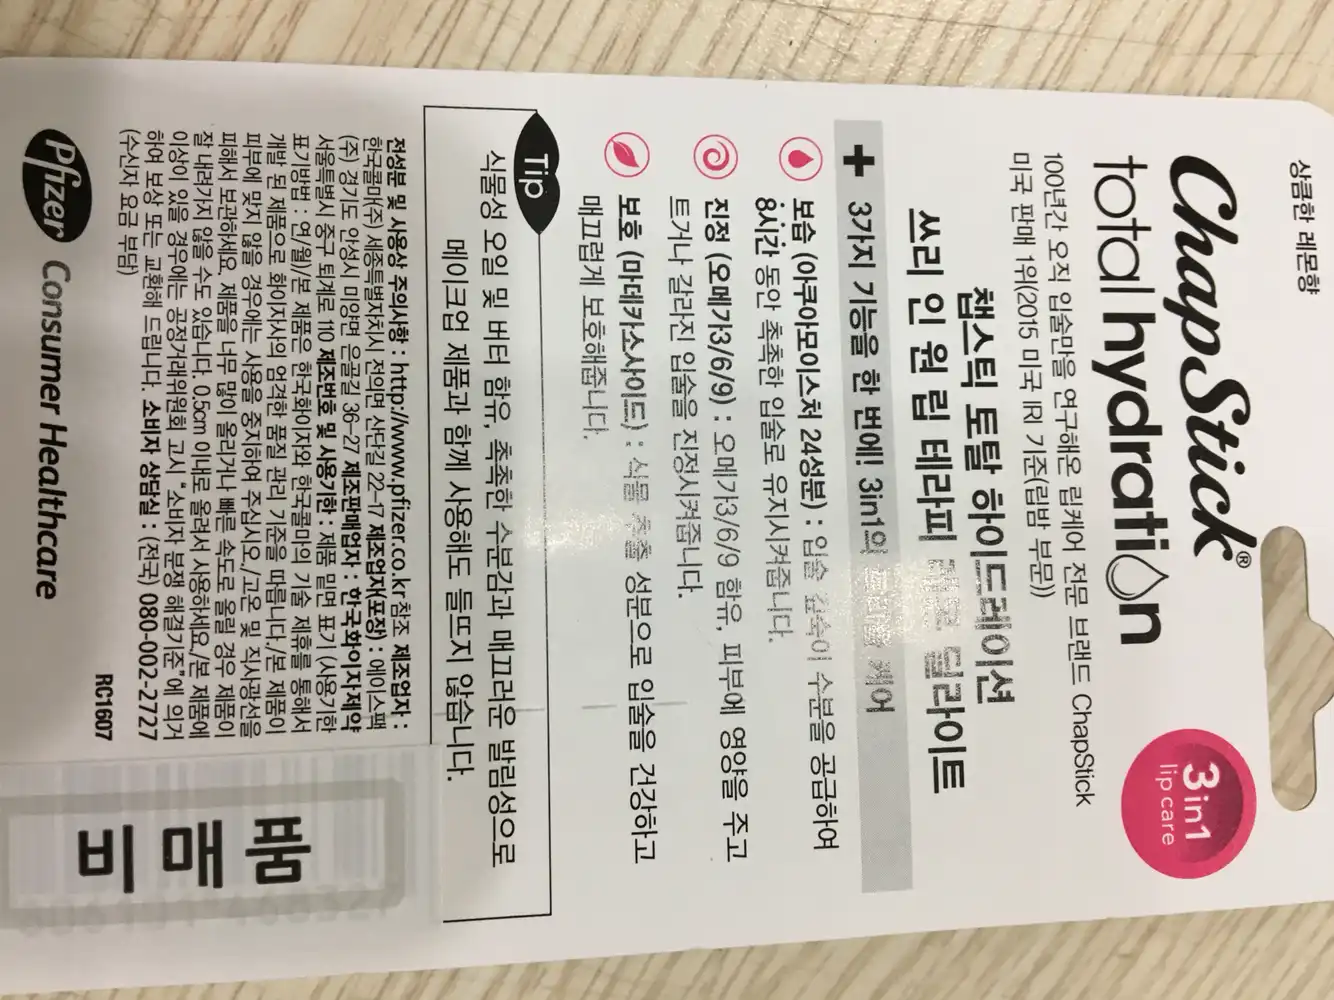 상큼한 레몬향
ChapStick®
total hydration
3in1
lip care
100년간 오직 입술만을 연구해온 립케어 전문 브랜드 ChapStick
미국 판매 1위(2015 미국 IRI 기준(립밤 부문))
챕스틱 토탈 하이드레이션
쓰리 인 원 립 테라피 딜라이트
+ 3가지 기능을 한 번에! 3in1의 케어
보습 (아쿠아모이스처 24성분) : 입술 깊숙이 수분을 공급하여
8시간 동안 촉촉한 입술로 유지시켜줍니다.
진정 (오메가3/6/9) : 오메가3/6/9 함유, 피부에 영양을 주고
트거나 갈라진 입술을 진정시켜줍니다.
보호 (마데카소사이드) : 식물 추출 성분으로 입술을 건강하고
매끄럽게 보호해줍니다.
Tip
식물성 오일 및 버터 함유, 촉촉한 수분감과 매끄러운 발림성으로
메이크업 제품과 함께 사용해도 들뜨지 않습니다.
전성분 및 사용상 주의사항 : http://www.pfizer.co.kr 참조 제조업자 :
한국콜마(주) 세종특별자치시 전의면 산단길 22-17 제조업자(포장) : 에이스팩
(주) 경기도 안성시 미양면 은골길 36-27 제조판매업자 : 한국화이자제약
서울특별시 중구 퇴계로 110 제조번호 및 사용기한 : 제품 밑면 표기 (사용기한
표기방법 : 연/월)/본 제품은 한국화이자와 한국콜마의 기술 제휴를 통해서
개발 된 제품으로 화이자사의 엄격한 품질 관리 기준을 따릅니다./본 제품이
피부에 맞지 않을 경우에는 사용을 중지하여 주십시오./고온 및 직사광선을
피해서 보관하세요. 제품을 너무 많이 올리거나 빠른 속도로 올릴 경우 제품이
잘 내려가지 않을 수도 있습니다. 0.5cm 이내로 올려서 사용하세요./본 제품에
이상이 있을 경우에는 공정거래위원회 고시 "소비자 분쟁 해결기준"에 의거
하여 보상 또는 교환해 드립니다. 소비자 상담실 : (전국) 080-002-2727
(수신자 요금 부담)
Pfizer Consumer Healthcare
RC1607
비매품